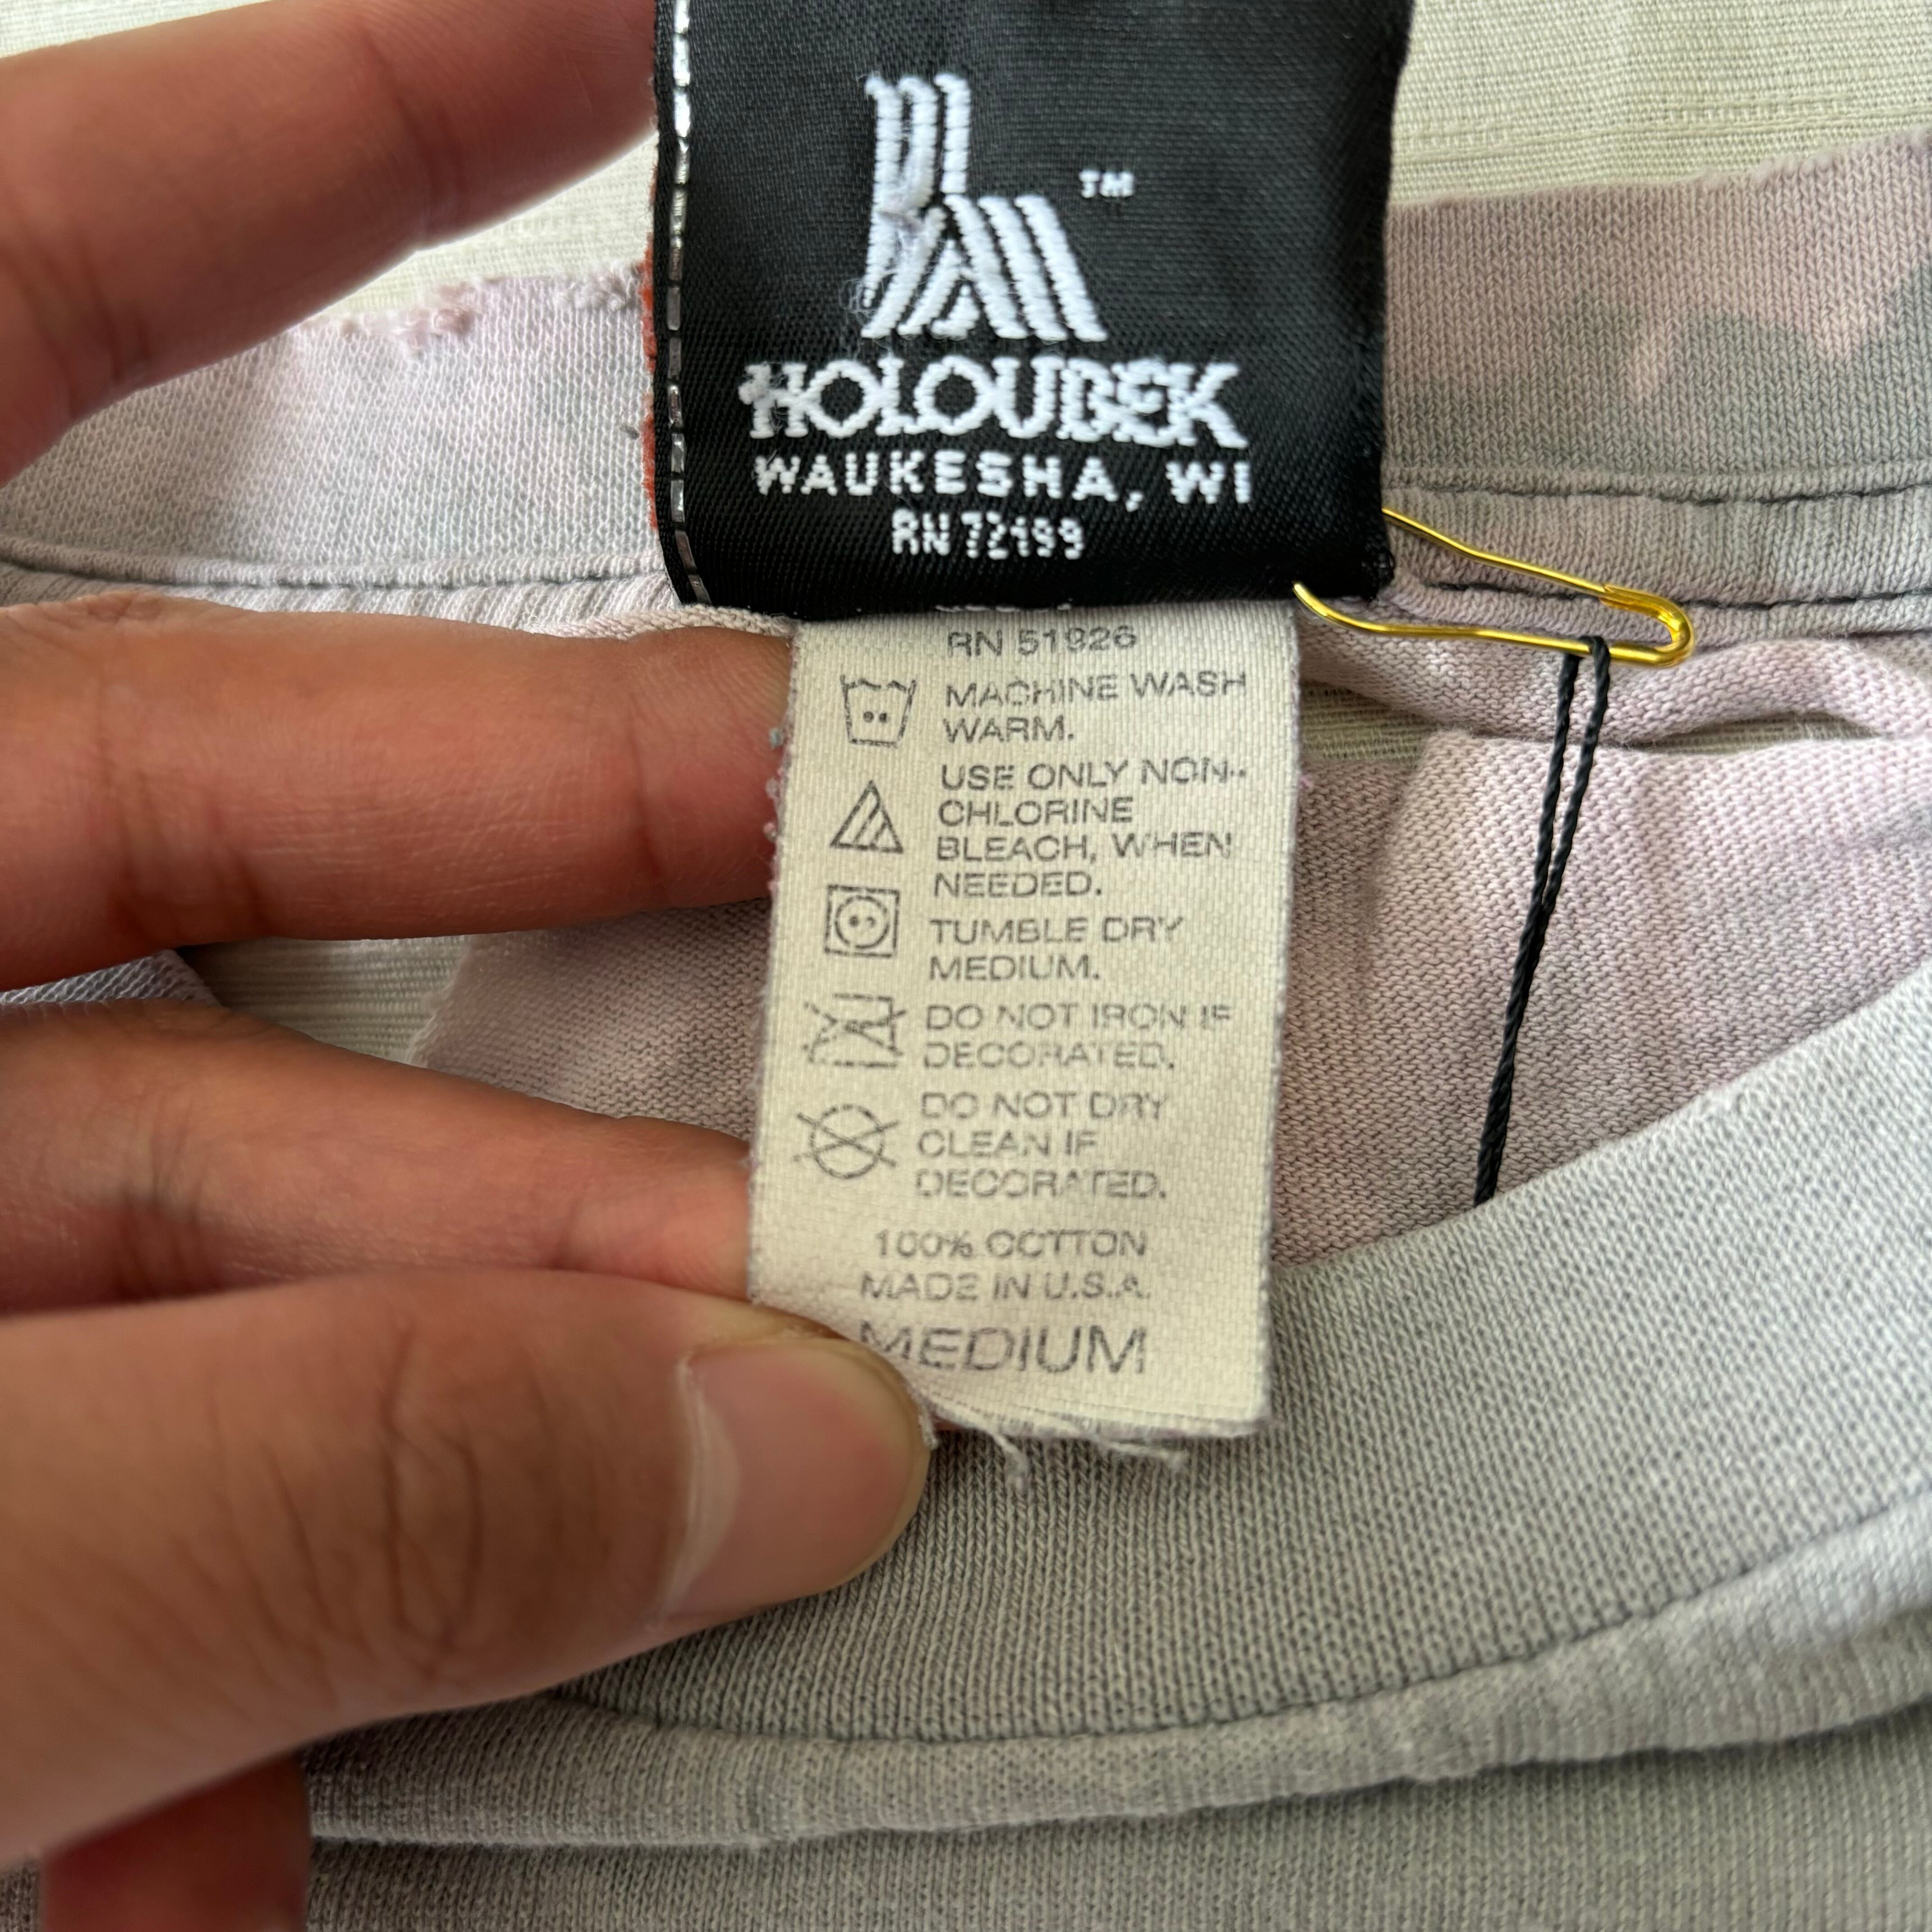 TM
HOLOUBEK
WAUKESHA, WI
RN 72199
RN 51926
MACHINE WASH
WARM.
USE ONLY NON-
CHLORINE
BLEACH, WHEN
NEEDED.
TUMBLE DRY
MEDIUM.
DO NOT IRON IF
DECORATED.
DO NOT DRY
CLEAN IF
DECORATED.
100% COTTON
MADE IN U.S.A.
MEDIUM